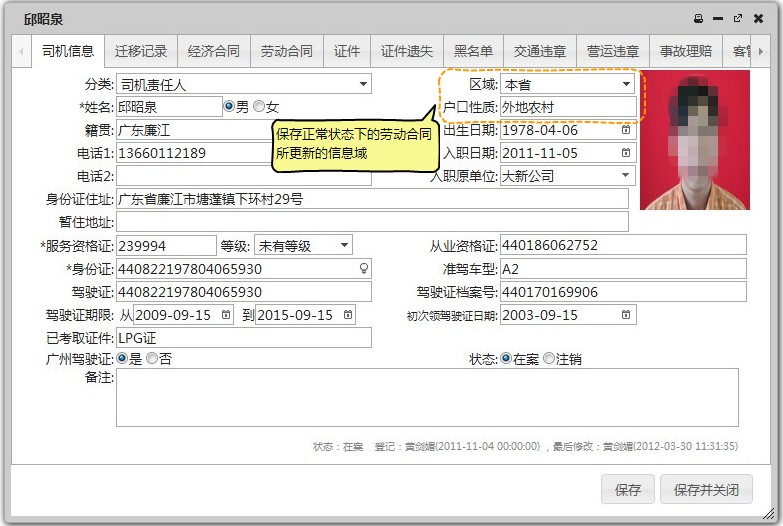 邱昭泉
司机信息 迁移记录 经济合同 劳动合同 证件 证件遗失 黑名单 交通违章 营运违章 事故理赔
分类: 司机责任人 区域: 本省
*姓名: 邱昭泉 男 女 户口性质: 外地农村
籍贯: 广东廉江 出生日期: 1978-04-06
保存正常状态下的劳动合同
所更新的信息域
电话1: 13660112189 入职日期: 2011-11-05
电话2: 入职原单位: 大新公司
身份证住址: 广东省廉江市塘蓬镇下环村29号
暂住地址:
*服务资格证: 239994 等级: 未有等级 从业资格证: 440186062752
*身份证: 440822197804065930 准驾车型: A2
驾驶证: 440822197804065930 驾驶证档案号: 440170169906
驾驶证期限: 从 2009-09-15 到 2015-09-15 初次领驾驶证日期: 2003-09-15
已考取证件: LPG证
广州驾驶证: 是 否 状态: 在案 注销
备注:
状态：在案 登记：黄剑媚(2011-11-04 00:00:00) ，最后修改：黄剑媚(2012-03-30 11:31:35)
保存 保存并关闭